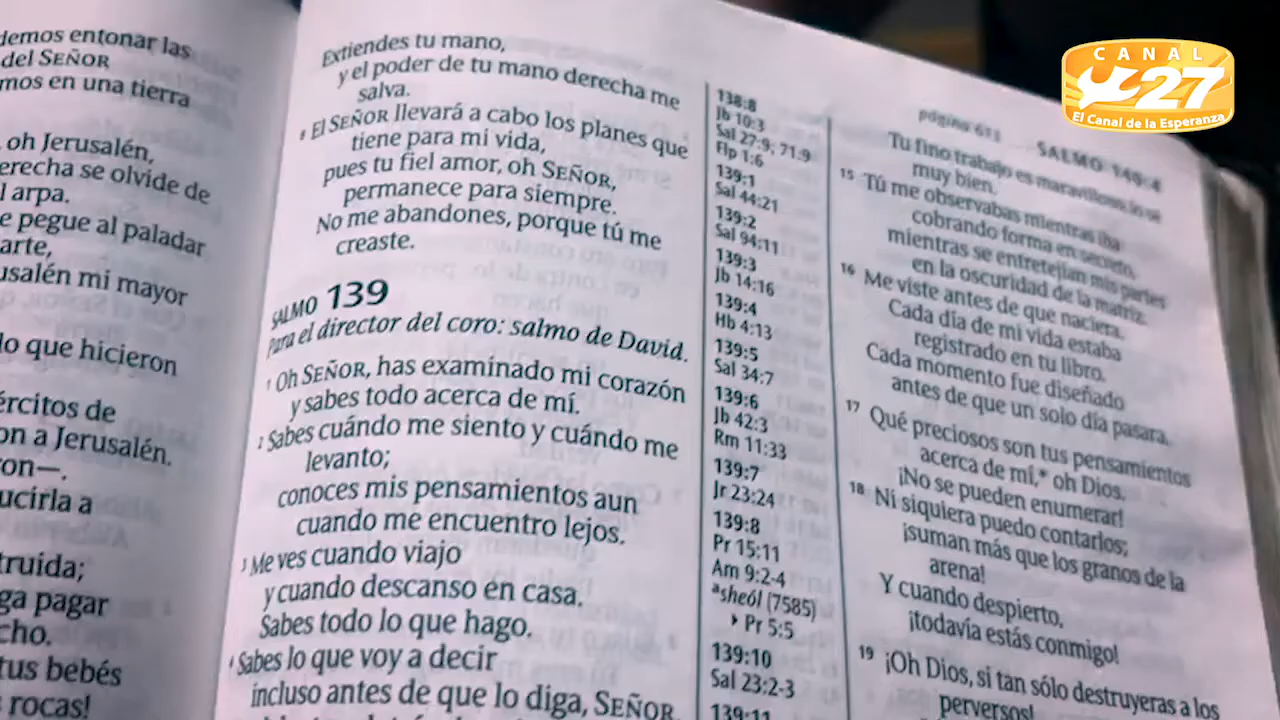 demos entonar las
del SEÑOR
mos en una tierra
oh Jerusalén,
erecha se olvide de
l arpa.
e pegue al paladar
arte,
usalén mi mayor
lo que hicieron
ércitos de
on a Jerusalén.
ron—.
ucirla a
truida;
ga pagar
cho.
tus bebés
rocas!
Extiendes tu mano,
y el poder de tu mano derecha me
salva.
8 El SEÑOR llevará a cabo los planes que
tiene para mi vida,
pues tu fiel amor, oh SEÑOR,
permanece para siempre.
No me abandones, porque tú me
creaste.
SALMO 139
Para el director del coro: salmo de David.
1 Oh SEÑOR, has examinado mi corazón
y sabes todo acerca de mí.
2 Sabes cuándo me siento y cuándo me
levanto;
conoces mis pensamientos aun
cuando me encuentro lejos.
3 Me ves cuando viajo
y cuando descanso en casa.
Sabes todo lo que hago.
4 Sabes lo que voy a decir
incluso antes de que lo diga, SEÑOR.
138:8
Jb 10:3
Sal 27:9; 71:9
Flp 1:6
139:1
Sal 44:21
139:2
Sal 94:11
139:3
Jb 14:16
139:4
Hb 4:13
139:5
Sal 34:7
139:6
Jb 42:3
Rm 11:33
139:7
Jr 23:24
139:8
Pr 15:11
Am 9:2-4
*sheól (7585)
Pr 5:5
139:10
Sal 23:2-3
139:11
página 611 SALMO 140:4
Tu fino trabajo es maravilloso, lo sé
muy bien.
15 Tú me observabas mientras iba
cobrando forma en secreto,
mientras se entretejían mis partes
en la oscuridad de la matriz.
16 Me viste antes de que naciera.
Cada día de mi vida estaba
registrado en tu libro.
Cada momento fue diseñado
antes de que un solo día pasara.
17 Qué preciosos son tus pensamientos
acerca de mí,* oh Dios.
¡No se pueden enumerar!
18 Ni siquiera puedo contarlos;
¡suman más que los granos de la
arena!
Y cuando despierto,
¡todavía estás conmigo!
19 ¡Oh Dios, si tan sólo destruyeras a los
perversos!
CANAL
27
El Canal de la Esperanza